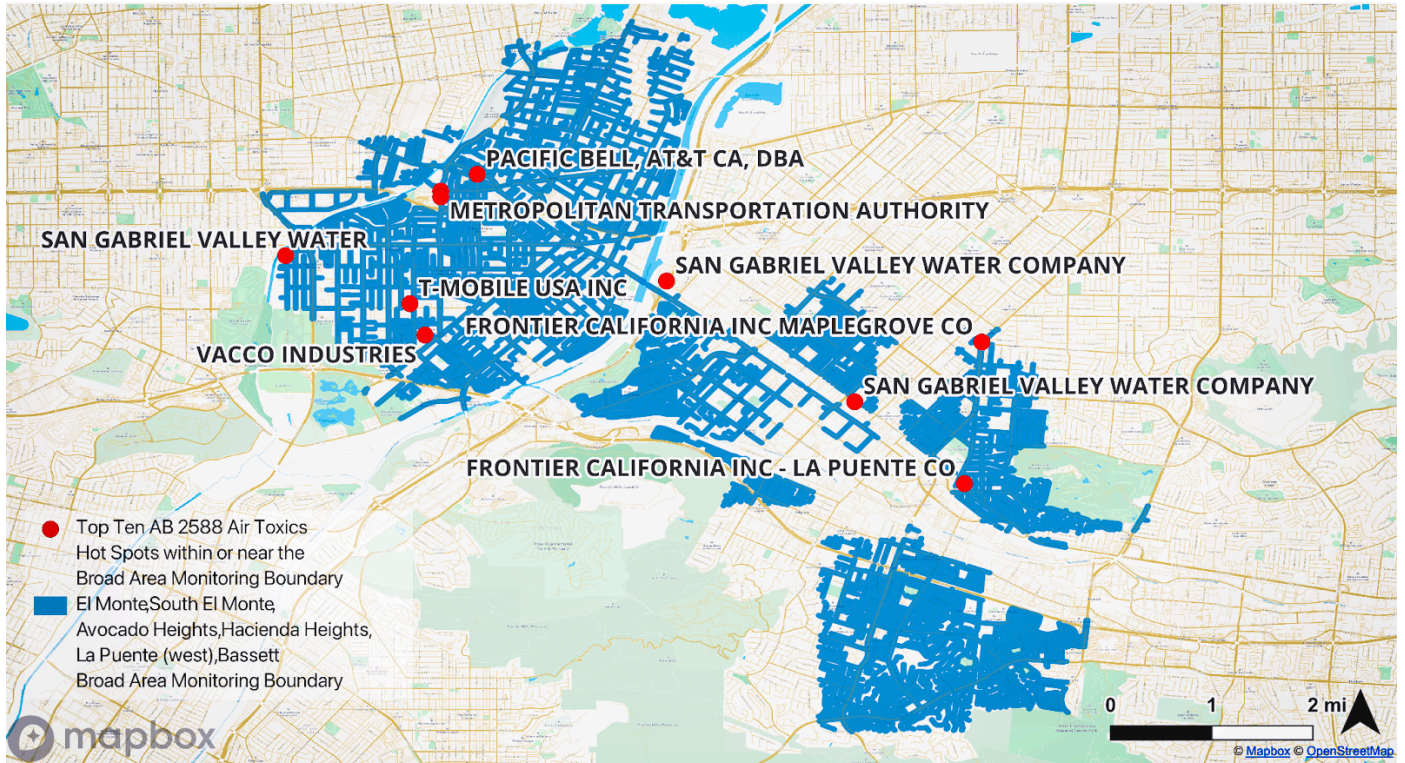 PACIFIC BELL, AT&T CA, DBA
METROPOLITAN TRANSPORTATION AUTHORITY
SAN GABRIEL VALLEY WATER
SAN GABRIEL VALLEY WATER COMPANY
T-MOBILE USA INC
FRONTIER CALIFORNIA INC MAPLEGROVE CO
VACCO INDUSTRIES
SAN GABRIEL VALLEY WATER COMPANY
FRONTIER CALIFORNIA INC - LA PUENTE CO
Top Ten AB 2588 Air Toxics
Hot Spots within or near the
Broad Area Monitoring Boundary
El Monte,South El Monte,
Avocado Heights,Hacienda Heights,
La Puente (west),Bassett
Broad Area Monitoring Boundary
mapbox
0 1 2 mi
© Mapbox © OpenStreetMap